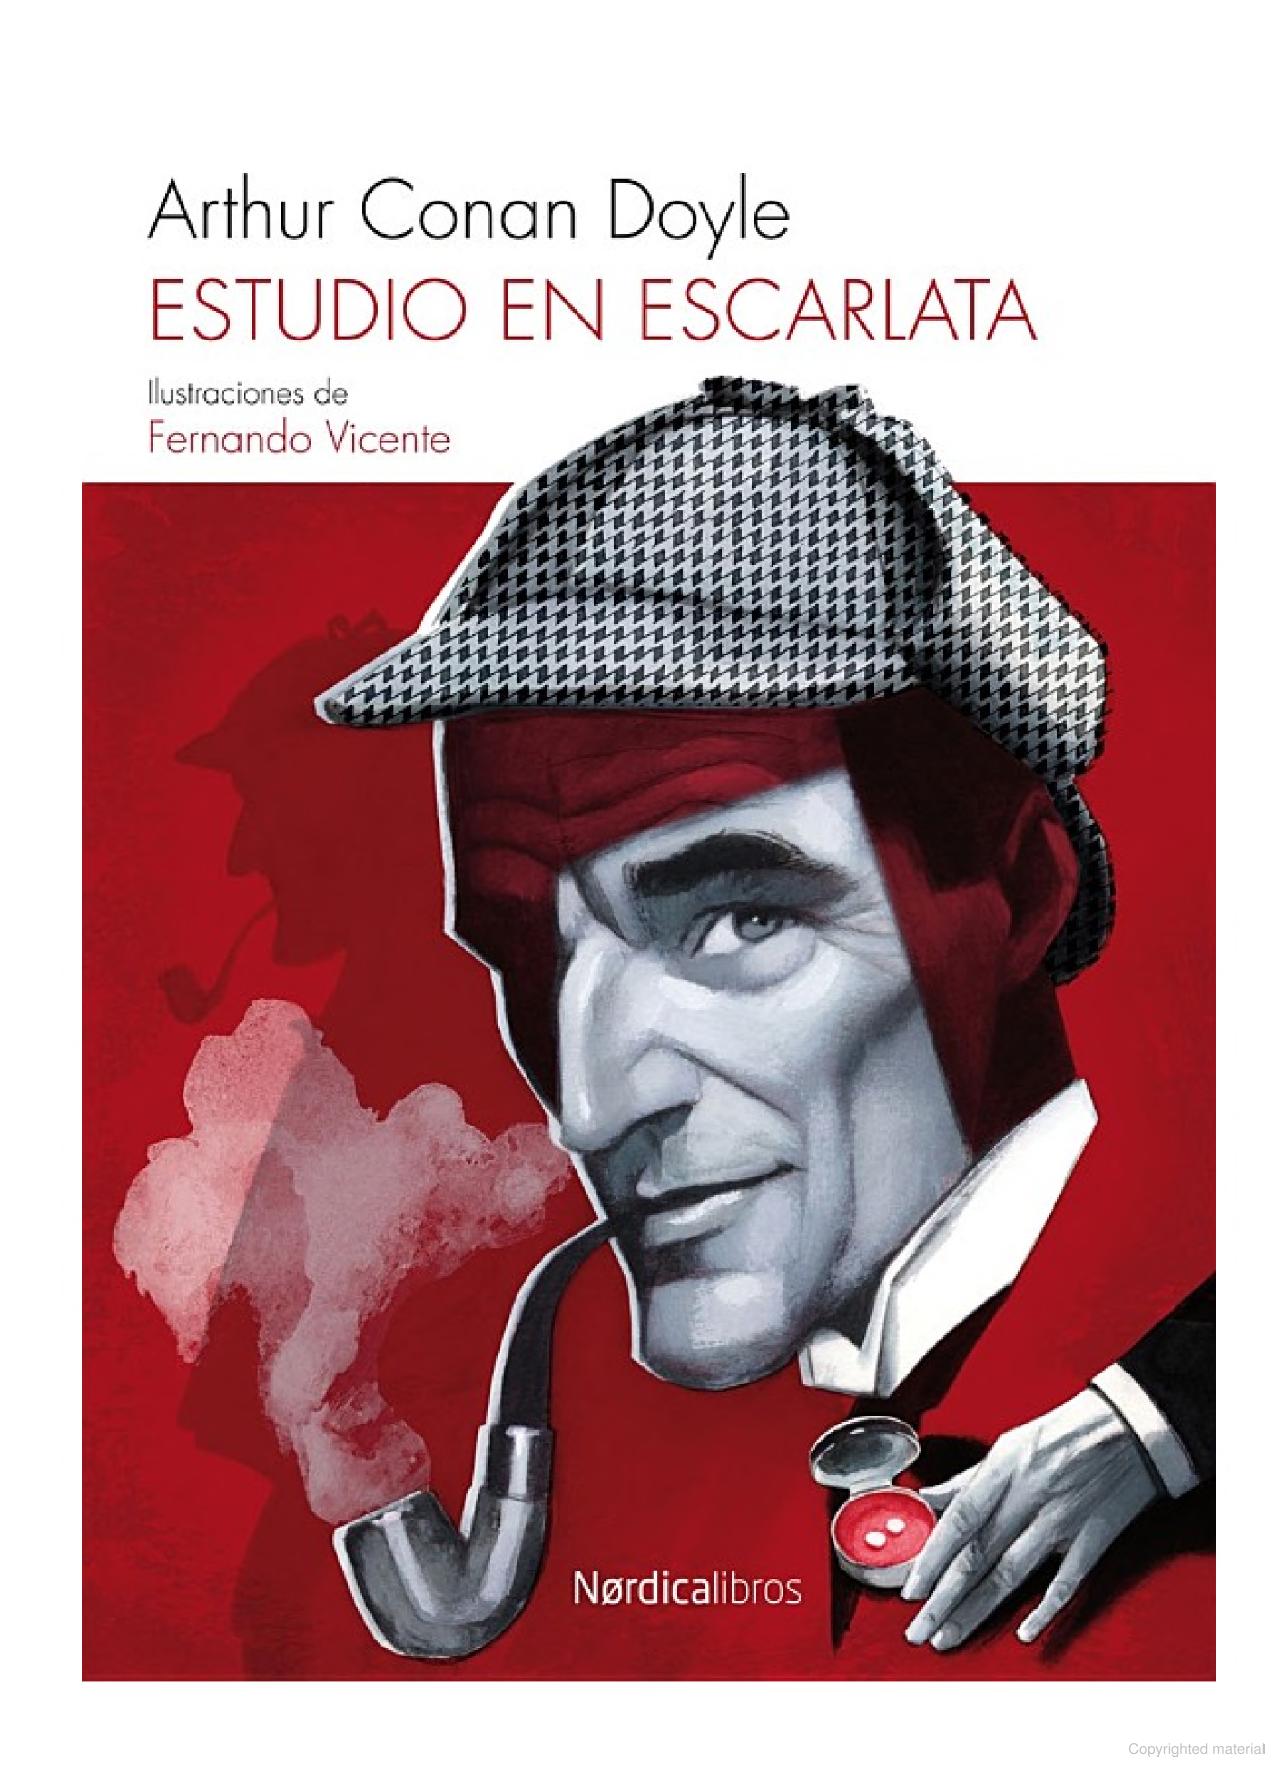 Arthur Conan Doyle
ESTUDIO EN ESCARLATA
Ilustraciones de
Fernando Vicente
Nørdicalibros
Copyrighted material